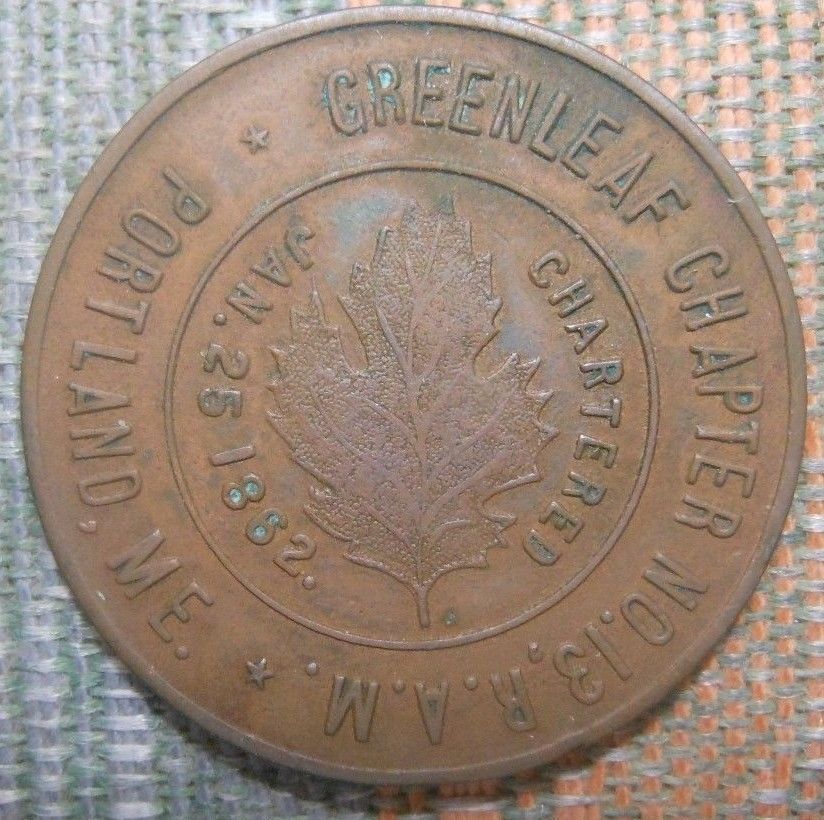 GREENLEAF CHAPTER NO. 13, R.A.M.
PORTLAND, ME.
CHARTERED
JAN. 25 1862.